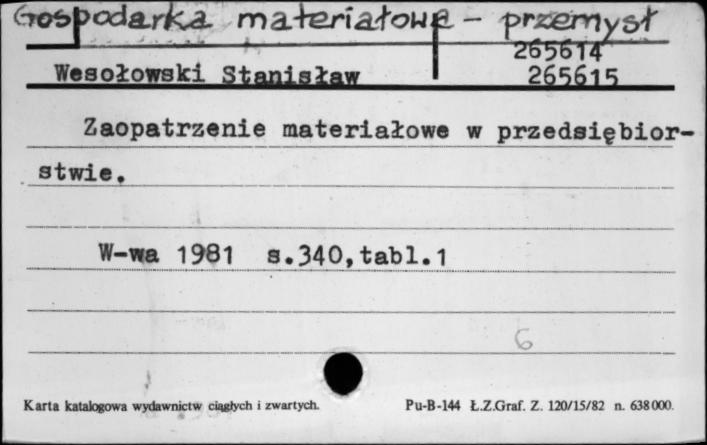 Gospodarka materiałowa - przemysł
265614
Wesołowski Stanisław 265615
Zaopatrzenie materiałowe w przedsiębior-
stwie.
W-wa 1981 s.340,tabl.1
6
Karta katalogowa wydawnictw ciągłych i zwartych. Pu-B-144 Ł.Z.Graf. Z. 120/15/82 n. 638000.